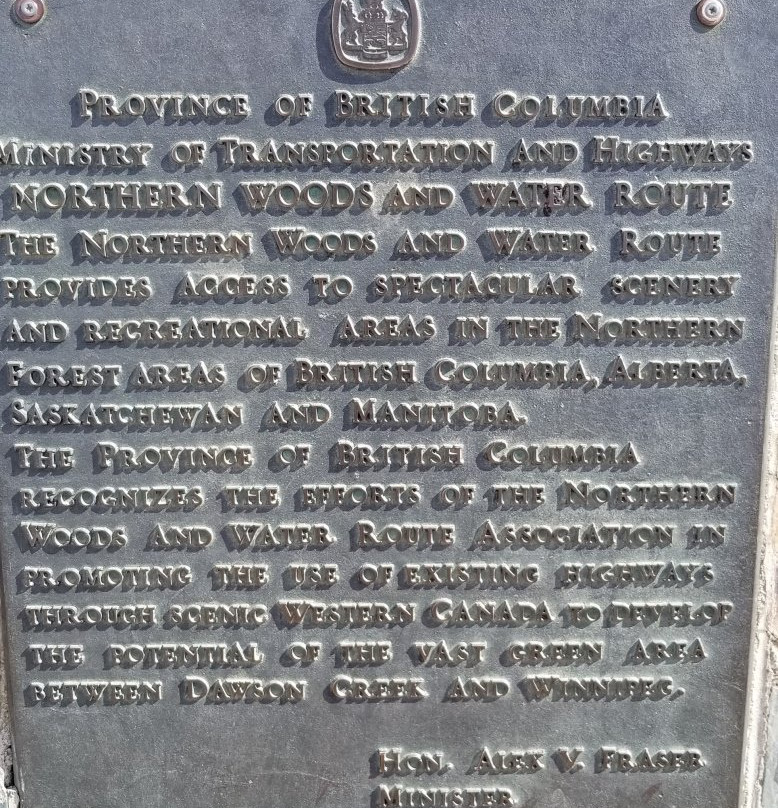 PROVINCE OF BRITISH COLUMBIA
MINISTRY OF TRANSPORTATION AND HIGHWAYS
NORTHERN WOODS AND WATER ROUTE
THE NORTHERN WOODS AND WATER ROUTE
PROVIDES ACCESS TO SPECTACULAR SCENERY
AND RECREATIONAL AREAS IN THE NORTHERN
FOREST AREAS OF BRITISH COLUMBIA, ALBERTA,
SASKATCHEWAN AND MANITOBA.
THE PROVINCE OF BRITISH COLUMBIA
RECOGNIZES THE EFFORTS OF THE NORTHERN
WOODS AND WATER ROUTE ASSOCIATION IN
PROMOTING THE USE OF EXISTING HIGHWAYS
THROUGH SCENIC WESTERN CANADA TO DEVELOP
THE POTENTIAL OF THE VAST GREEN AREA
BETWEEN DAWSON CREEK AND WINNIPEG.
HON. ALEX V. FRASER
MINISTER